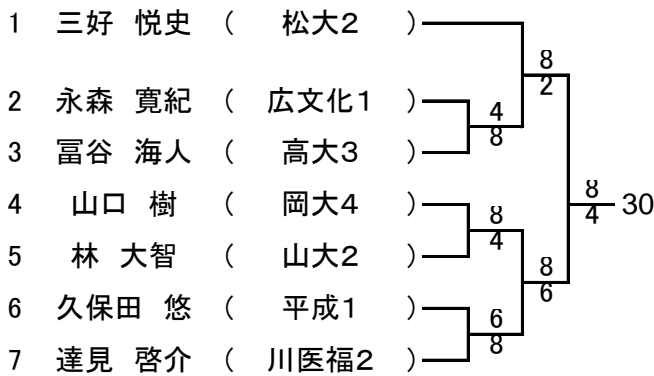 1 三好 悦史 ( 松大2 )
8
2
2 永森 寛紀 ( 広文化1 )
4
8
3 冨谷 海人 ( 高大3 )
8
4
30
4 山口 樹 ( 岡大4 )
8
4
5 林 大智 ( 山大2 )
8
6
6 久保田 悠 ( 平成1 )
6
8
7 達見 啓介 ( 川医福2 )